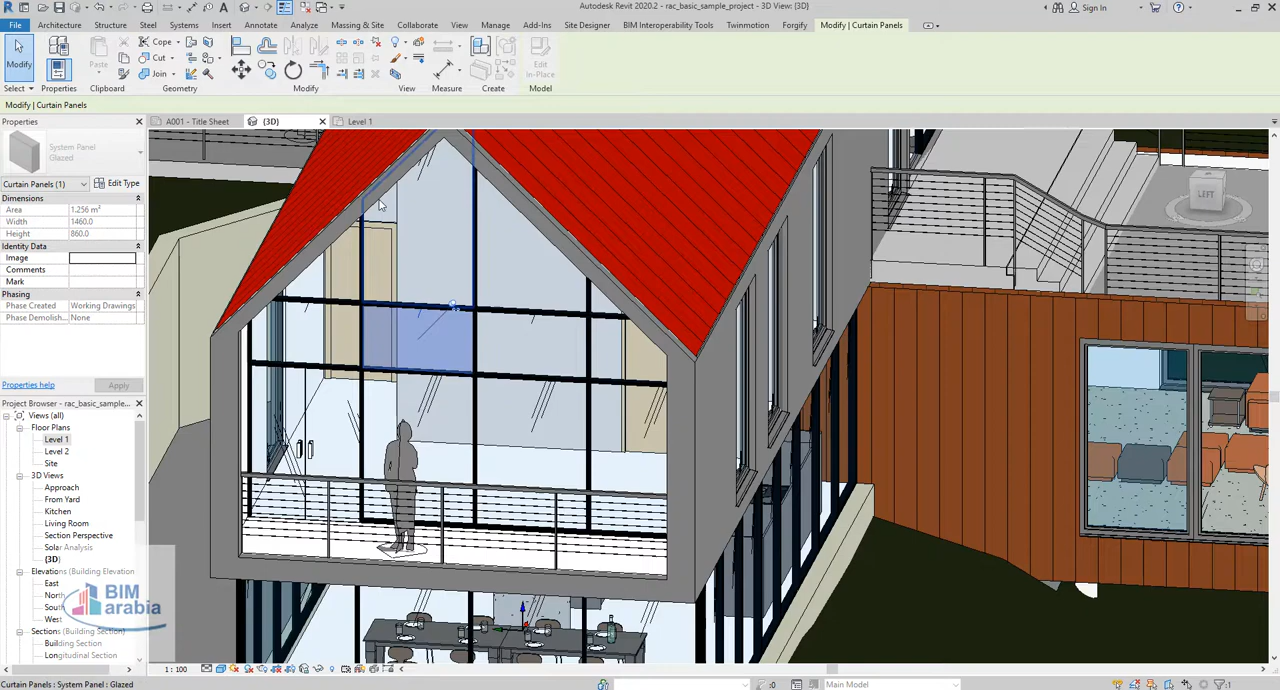 Autodesk Revit 2020.2 - rac_basic_sample_project - 3D View: {3D}
Sign In
File Architecture Structure Steel Systems Insert Annotate Analyze Massing & Site Collaborate View Manage Add-Ins Site Designer BIM Interoperability Tools Twinmotion Forgify Modify | Curtain Panels
Modify
Paste
Cope
Cut
Join
Edit
In-Place
Select Properties Clipboard Geometry Modify View Measure Create Model
Modify | Curtain Panels
Properties
A001 - Title Sheet
{3D}
Level 1
System Panel
Glazed
Curtain Panels (1)
Edit Type
Dimensions
Area 1.256 m²
Width 1460.0
Height 860.0
Identity Data
Image
Comments
Mark
Phasing
Phase Created Working Drawings
Phase Demolish... None
Properties help
Apply
Project Browser - rac_basic_sample...
Views (all)
Floor Plans
Level 1
Level 2
Site
3D Views
Approach
From Yard
Kitchen
Living Room
Section Perspective
Solar Analysis
{3D}
Elevations (Building Elevation
East
Nort
Sout
West
Sections (Building Section)
Building Section
Longitudinal Section
BIM
arabia
LEFT
1 : 100
Curtain Panels : System Panel : Glazed
:0
Main Model
:1